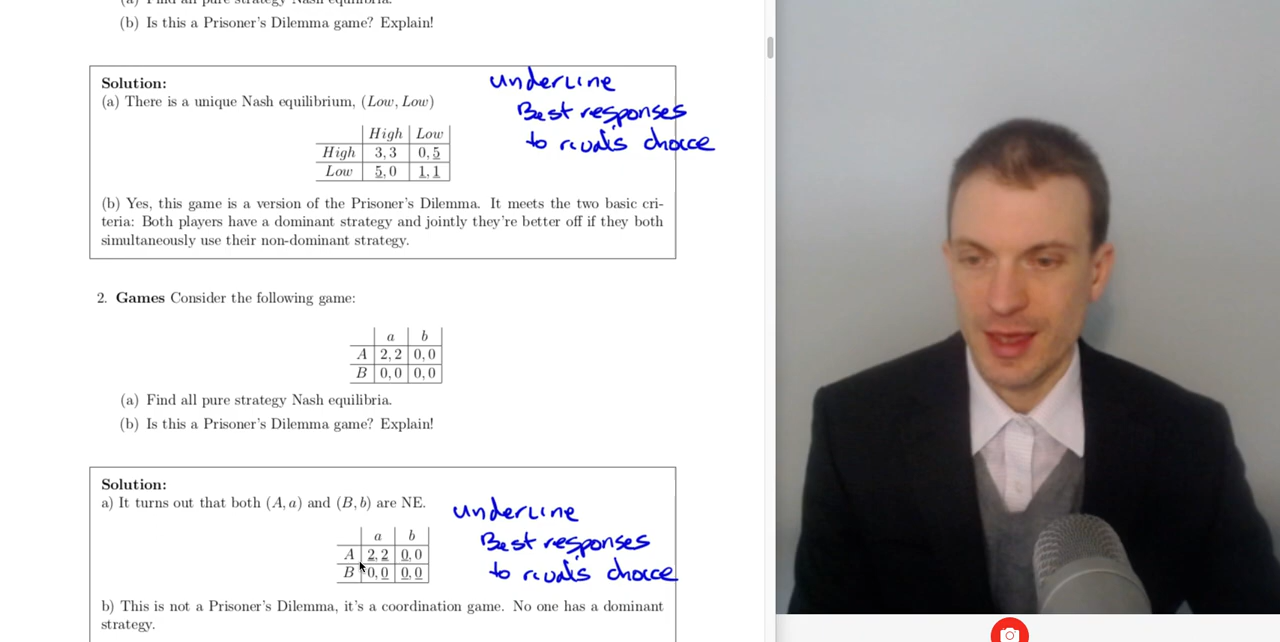 (b) Is this a Prisoner's Dilemma game? Explain!
Solution:
(a) There is a unique Nash equilibrium, (Low, Low)
underline
Best responses
to rival's choice
High Low
High 3, 3 0, 5
Low 5, 0 1, 1
(b) Yes, this game is a version of the Prisoner's Dilemma. It meets the two basic cri-
teria: Both players have a dominant strategy and jointly they're better off if they both
simultaneously use their non-dominant strategy.
2. Games Consider the following game:
a b
A 2, 2 0, 0
B 0, 0 0, 0
(a) Find all pure strategy Nash equilibria.
(b) Is this a Prisoner's Dilemma game? Explain!
Solution:
a) It turns out that both (A, a) and (B, b) are NE.
underline
Best responses
to rival's choice
a b
A 2, 2 0, 0
B 0, 0 0, 0
b) This is not a Prisoner's Dilemma, it's a coordination game. No one has a dominant
strategy.